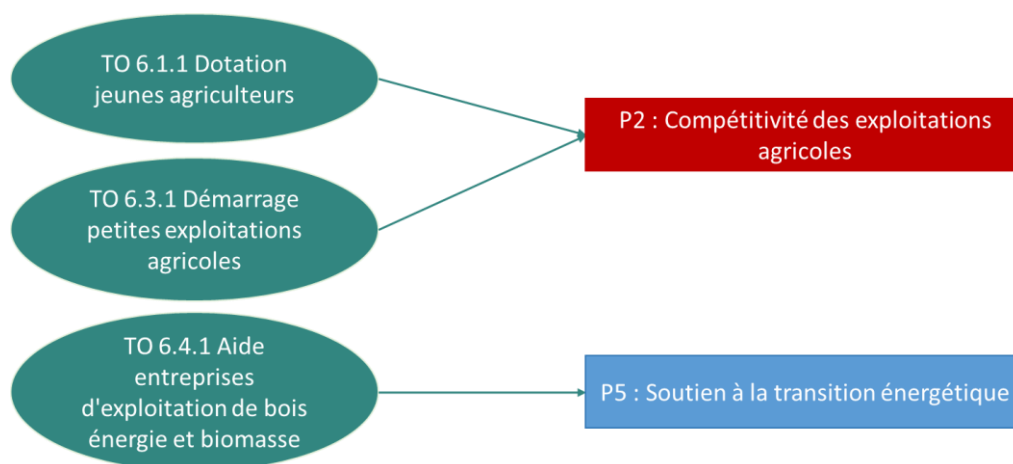 TO 6.1.1 Dotation
jeunes agriculteurs
P2 : Compétitivité des exploitations
agricoles
TO 6.3.1 Démarrage
petites exploitations
agricoles
TO 6.4.1 Aide
entreprises
d'exploitation de bois
énergie et biomasse
P5 : Soutien à la transition énergétique